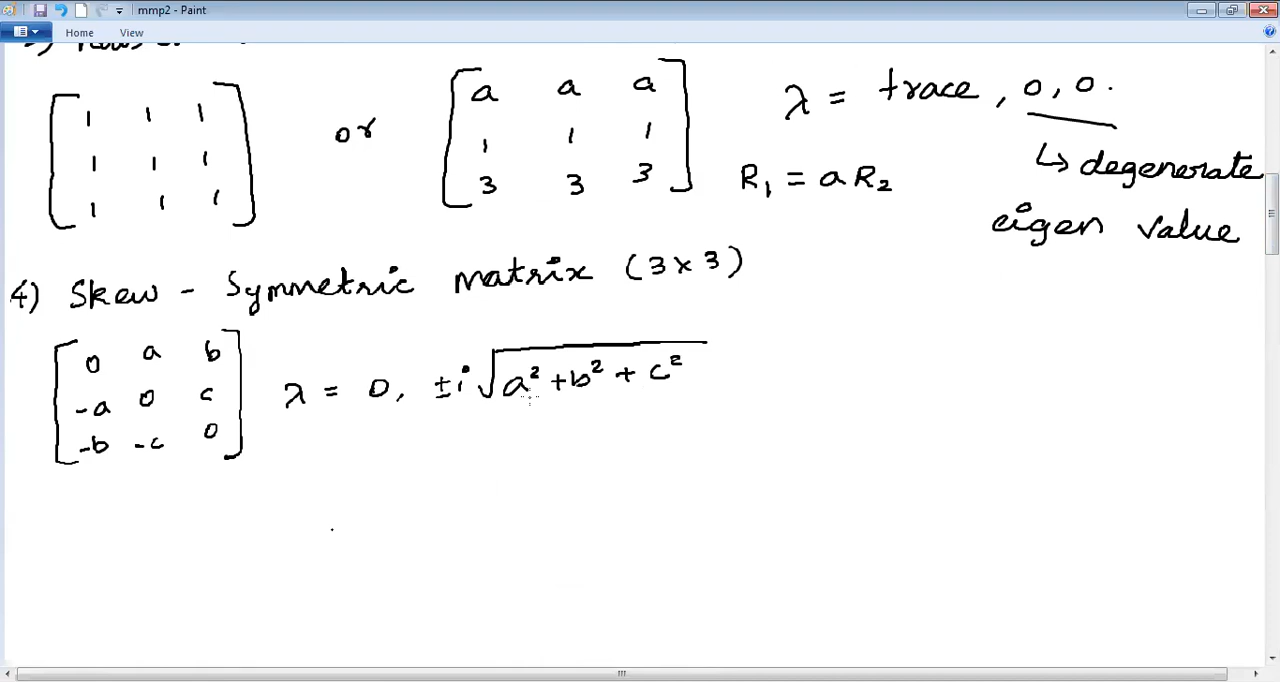 mmp2 - Paint
Home View
[1 1 1
1 1 1
1 1 1] or [a a a
1 1 1
3 3 3] λ = trace, 0, 0.
R₁ = aR₂ ↳ degenerate
eigen value
4) Skew - Symmetric matrix (3×3)
[0 a b
-a 0 c
-b -c 0] λ = 0, ±i√(a² + b² + c²)